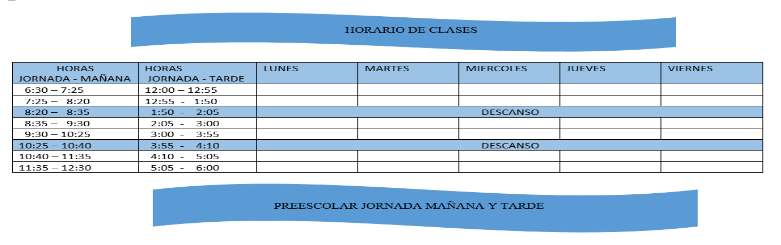 HORARIO DE CLASES
HORAS JORNADA - MAÑANA HORAS JORNADA - TARDE LUNES MARTES MIERCOLES JUEVES VIERNES
6:30 – 7:25 12:00 – 12:55
7:25 – 8:20 12:55 - 1:50
8:20 – 8:35 1:50 - 2:05 DESCANSO
8:35 – 9:30 2:05 - 3:00
9:30 – 10:25 3:00 - 3:55
10:25 – 10:40 3:55 - 4:10 DESCANSO
10:40 – 11:35 4:10 - 5:05
11:35 – 12:30 5:05 - 6:00
PREESCOLAR JORNADA MAÑANA Y TARDE